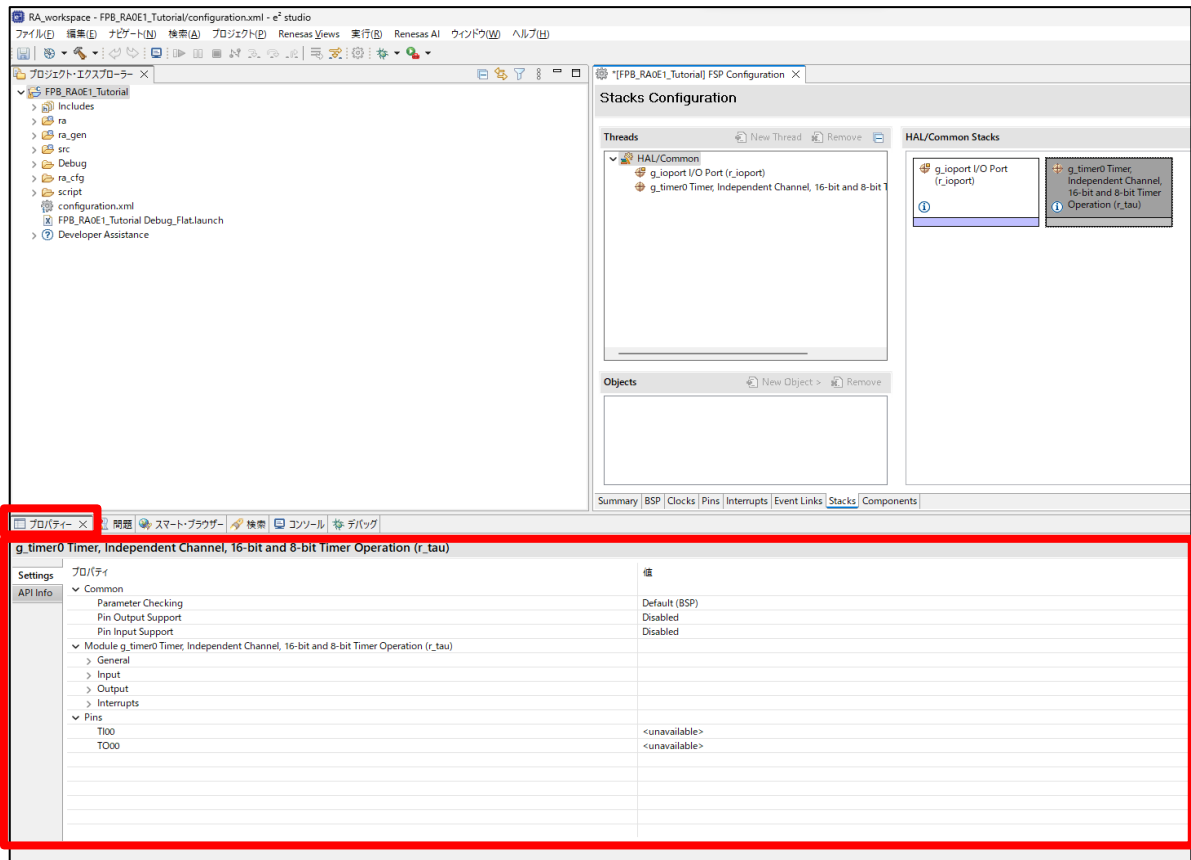 RA_workspace - FPB_RA0E1_Tutorial/configuration.xml - e² studio
ファイル(F) 編集(E) ナビゲート(N) 検索(A) プロジェクト(P) Renesas Views 実行(R) Renesas AI ウィンドウ(W) ヘルプ(H)
プロジェクト・エクスプローラー
FPB_RA0E1_Tutorial
Includes
ra
ra_gen
src
Debug
ra_cfg
script
configuration.xml
FPB_RA0E1_Tutorial Debug_Flat.launch
Developer Assistance
*[FPB_RA0E1_Tutorial] FSP Configuration
Stacks Configuration
Threads New Thread Remove
HAL/Common
g_ioport I/O Port (r_ioport)
g_timer0 Timer, Independent Channel, 16-bit and 8-bit T
Objects New Object > Remove
HAL/Common Stacks
g_ioport I/O Port
(r_ioport)
g_timer0 Timer,
Independent Channel,
16-bit and 8-bit Timer
Operation (r_tau)
Summary BSP Clocks Pins Interrupts Event Links Stacks Components
プロパティー 問題 スマート・ブラウザー 検索 コンソール デバッグ
g_timer0 Timer, Independent Channel, 16-bit and 8-bit Timer Operation (r_tau)
Settings
API Info
プロパティ 値
Common
Parameter Checking Default (BSP)
Pin Output Support Disabled
Pin Input Support Disabled
Module g_timer0 Timer, Independent Channel, 16-bit and 8-bit Timer Operation (r_tau)
General
Input
Output
Interrupts
Pins
TI00 <unavailable>
TO00 <unavailable>